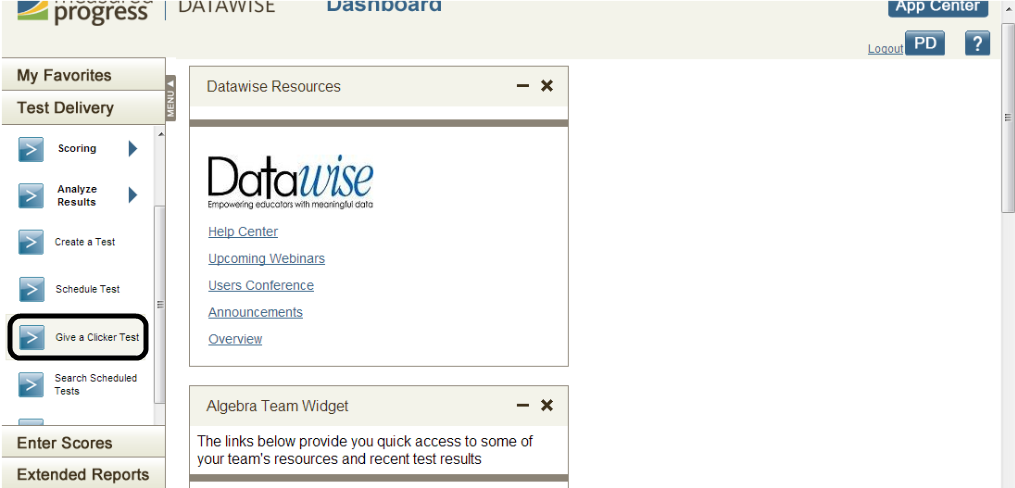 measured
progress
DATAWISE
Dashboard
App Center
Logout
PD
?
My Favorites
Test Delivery
MENU
Scoring
Analyze
Results
Create a Test
Schedule Test
Give a Clicker Test
Search Scheduled
Tests
Enter Scores
Extended Reports
Datawise Resources
Datawise
Empowering educators with meaningful data
Help Center
Upcoming Webinars
Users Conference
Announcements
Overview
Algebra Team Widget
The links below provide you quick access to some of
your team's resources and recent test results